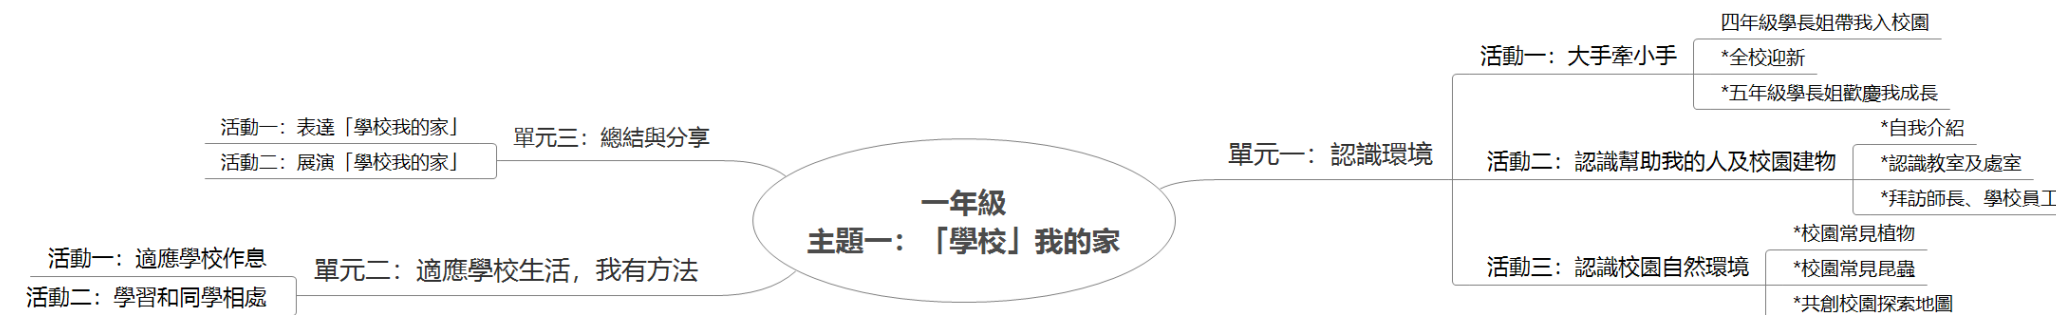 一年級
主題一：「學校」我的家
單元一：認識環境
活動一：大手牽小手
四年級學長姐帶我入校園
*全校迎新
*五年級學長姐歡慶我成長
活動二：認識幫助我的人及校園建物
*自我介紹
*認識教室及處室
*拜訪師長、學校員工
活動三：認識校園自然環境
*校園常見植物
*校園常見昆蟲
*共創校園探索地圖
單元二：適應學校生活，我有方法
活動一：適應學校作息
活動二：學習和同學相處
單元三：總結與分享
活動一：表達「學校我的家」
活動二：展演「學校我的家」